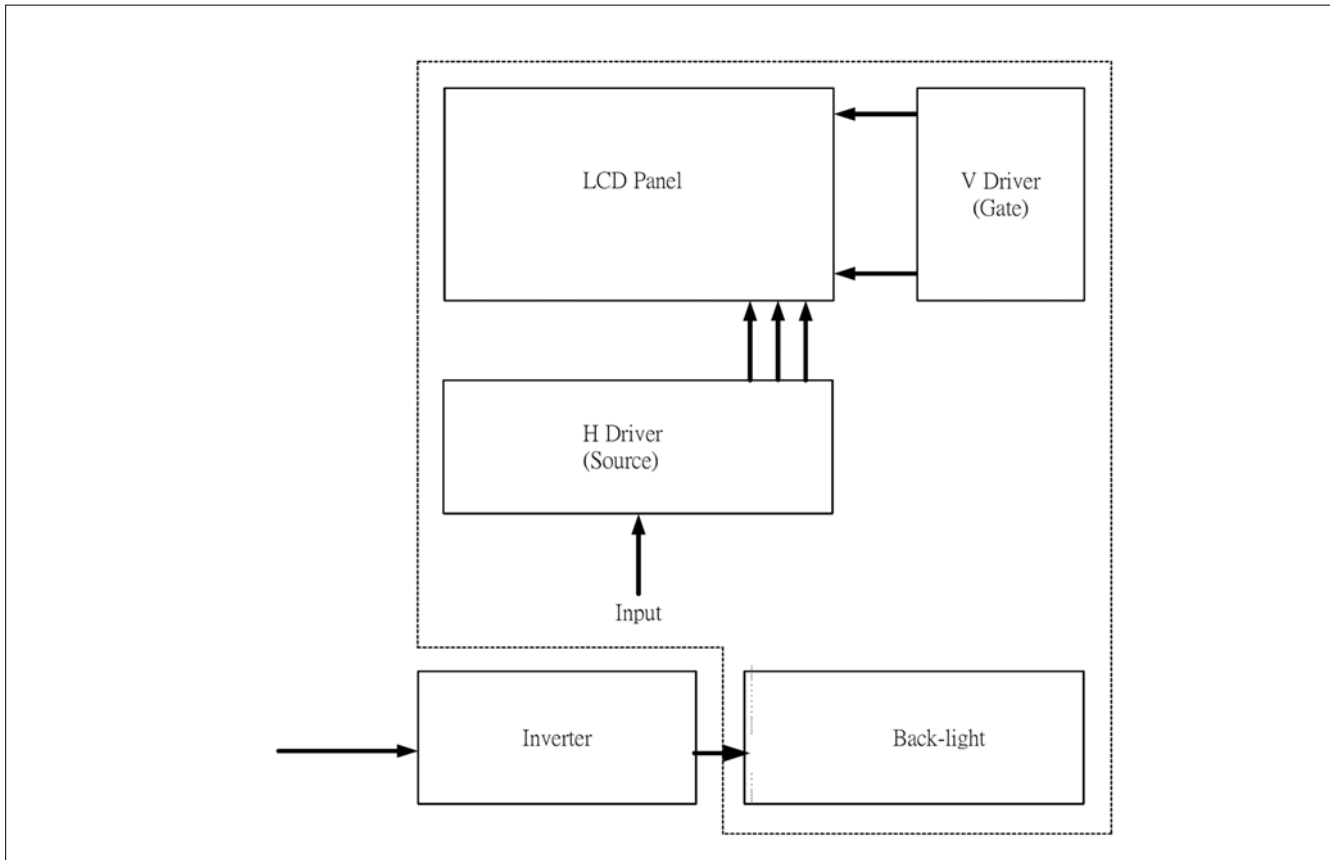 LCD Panel
V Driver
(Gate)
H Driver
(Source)
Input
Inverter
Back-light